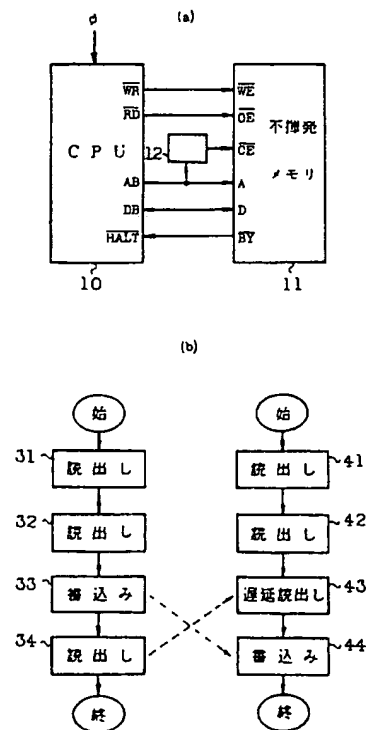 (a)
φ
CPU
WR
RD
AB
DB
HALT
10
12
不揮発
メモリ
WE
OE
CE
A
D
BY
11
(b)
始
31
読出し
32
読出し
33
書込み
34
読出し
終
始
41
読出し
42
読出し
43
遅延読出し
44
書込み
終